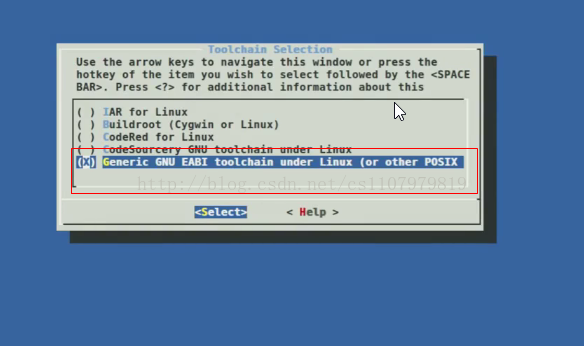 Toolchain Selection
Use the arrow keys to navigate this window or press the
hotkey of the item you wish to select followed by the <SPACE
BAR>. Press <?> for additional information about this
( ) IAR for Linux
( ) Buildroot (Cygwin or Linux)
( ) CodeRed for Linux
( ) CodeSourcery GNU toolchain under Linux
(X) Generic GNU EABI toolchain under Linux (or other POSIX
http://blog.csdn.net/cs1107979819
<Select> < Help >